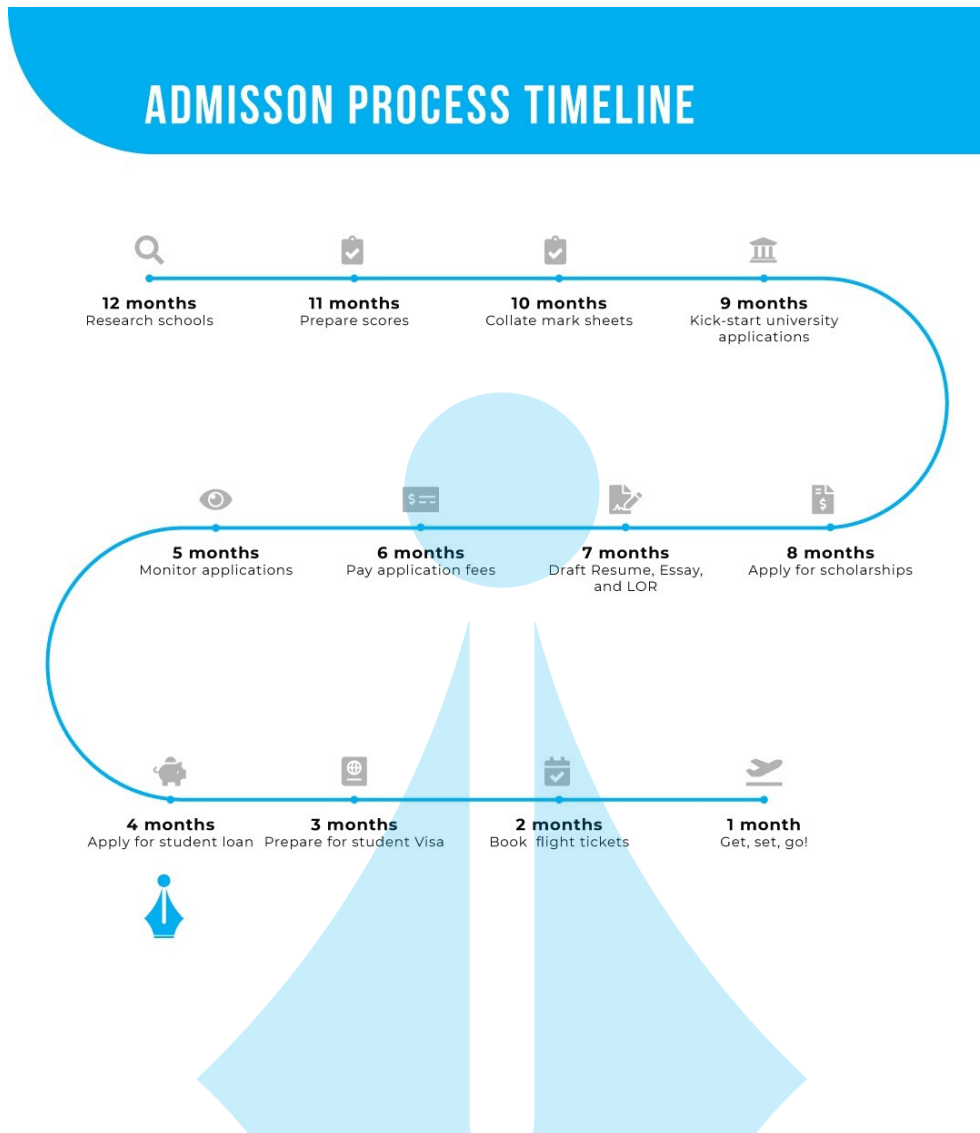 ADMISSON PROCESS TIMELINE
12 months
Research schools
11 months
Prepare scores
10 months
Collate mark sheets
9 months
Kick-start university
applications
8 months
Apply for scholarships
7 months
Draft Resume, Essay,
and LOR
6 months
Pay application fees
5 months
Monitor applications
4 months
Apply for student loan
3 months
Prepare for student Visa
2 months
Book flight tickets
1 month
Get, set, go!